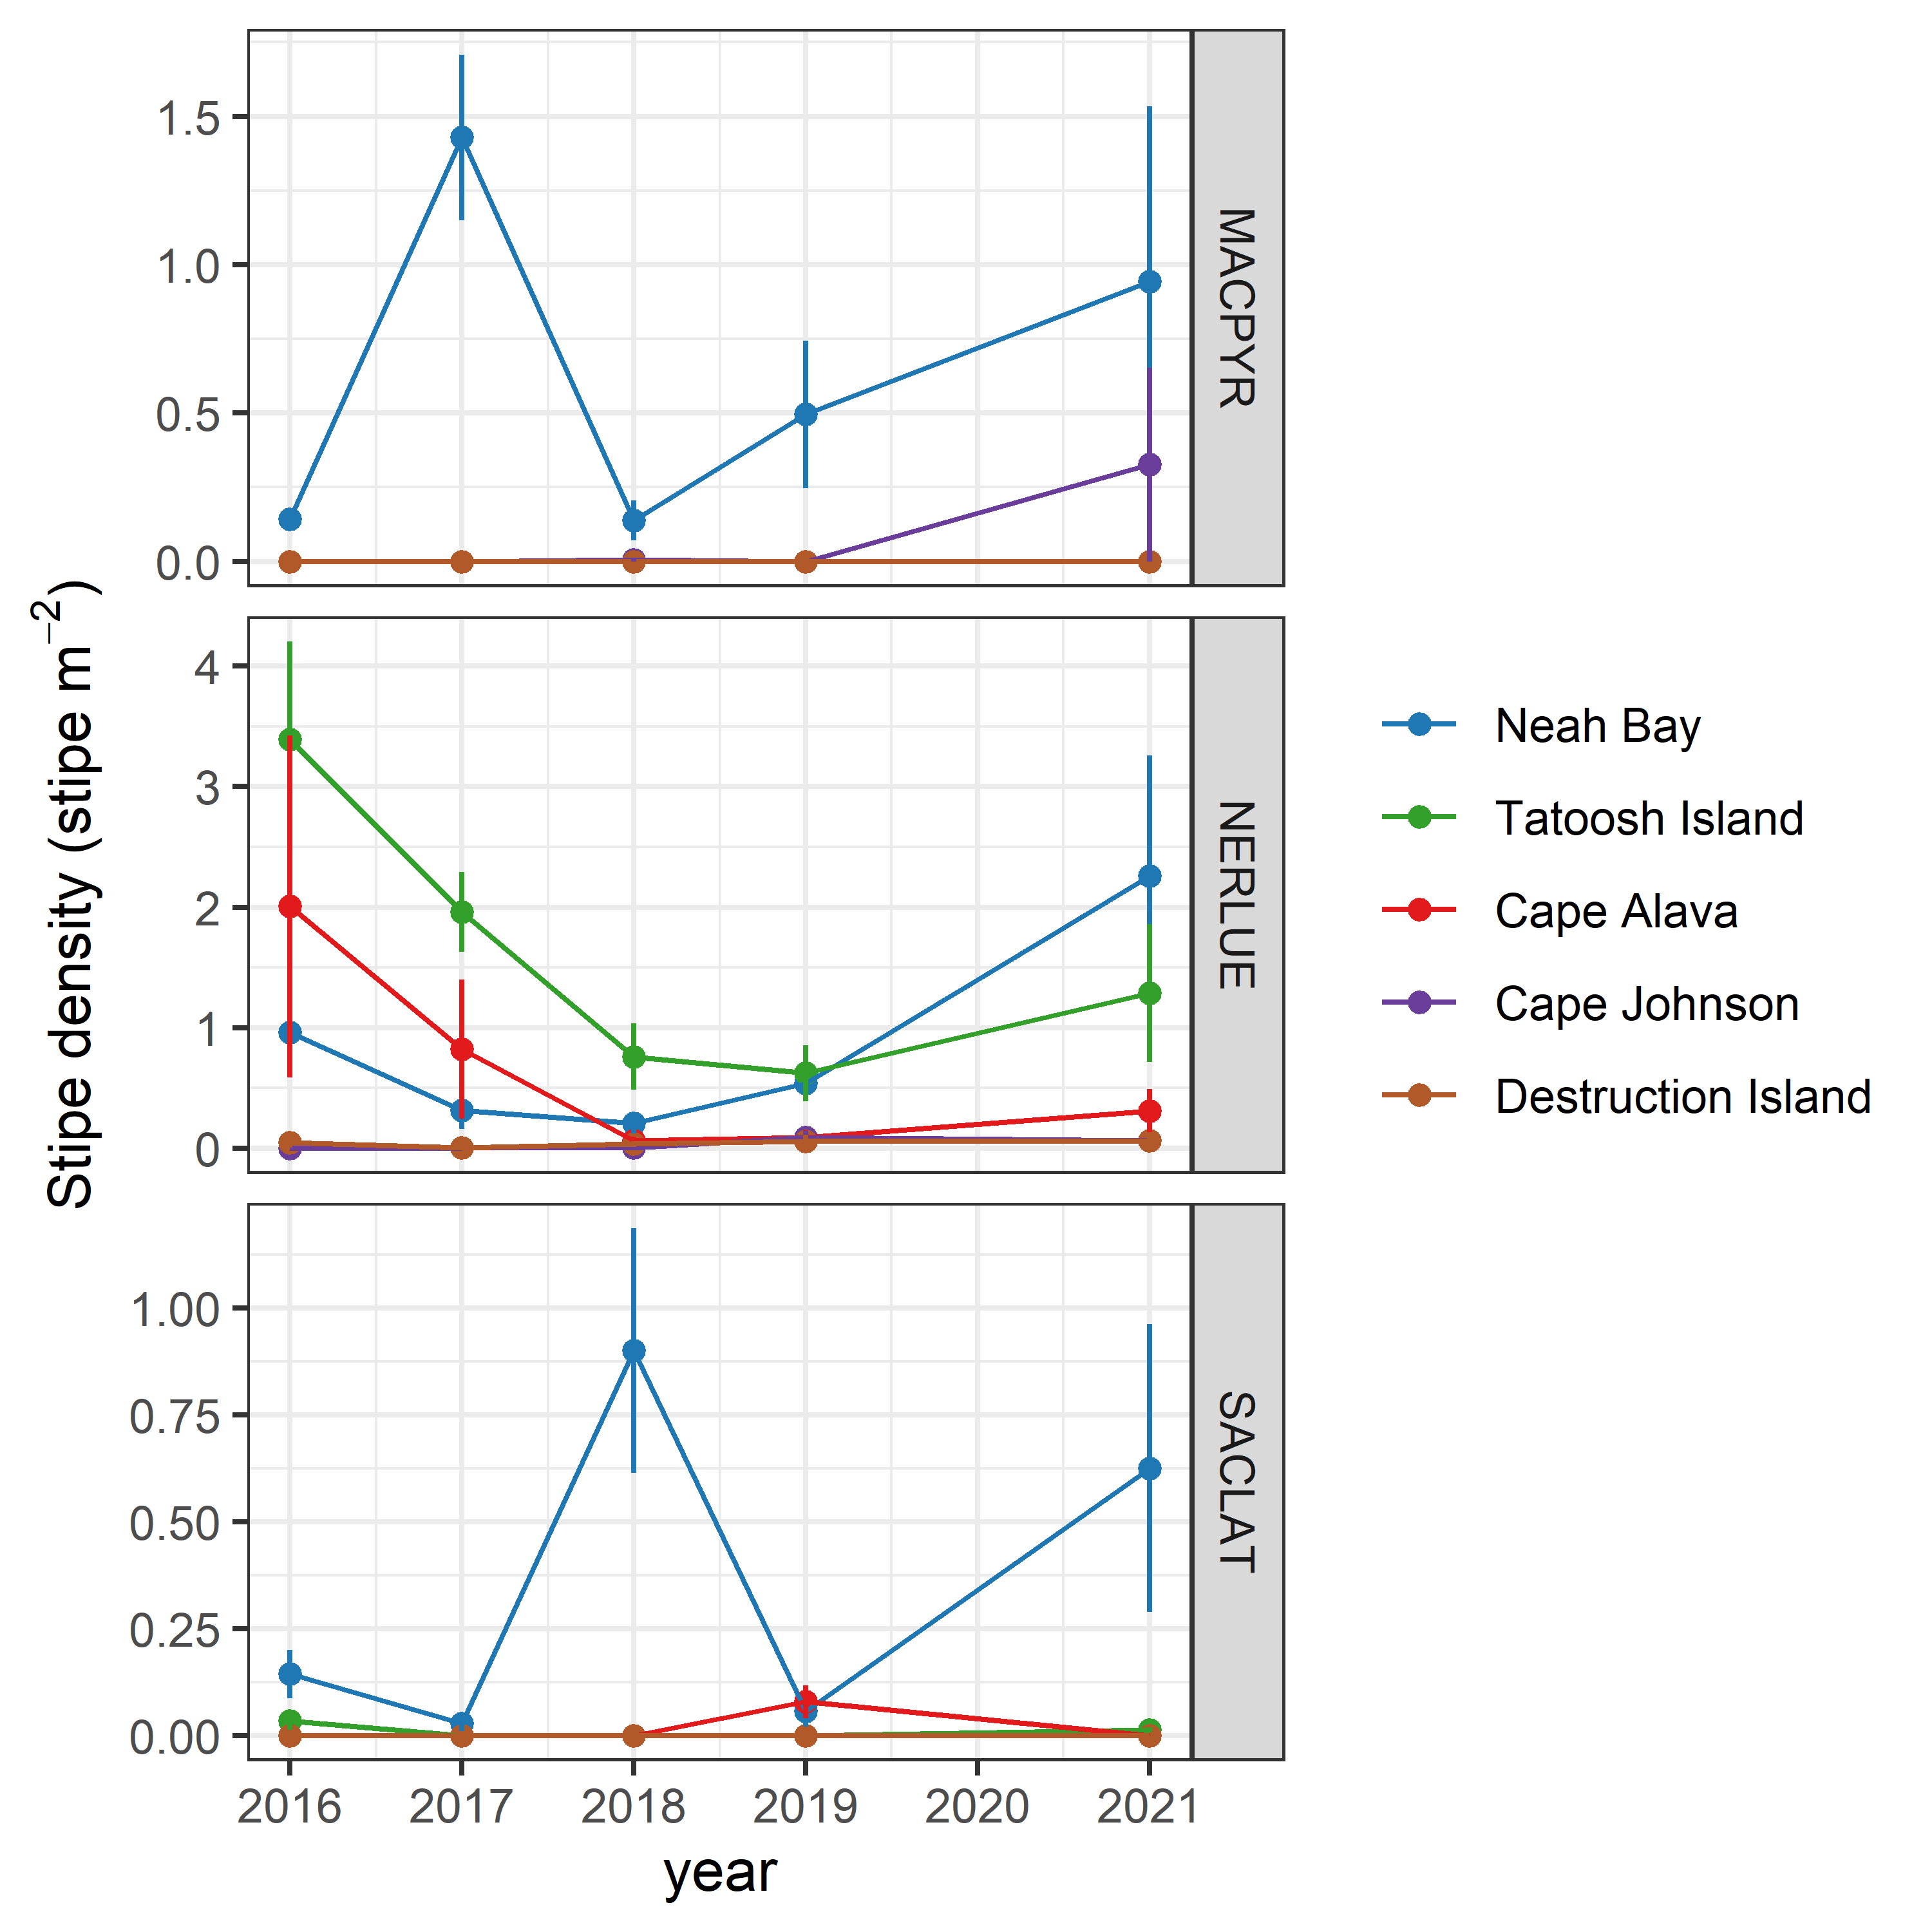 Stipe density (stipe m⁻²)
1.5
1.0
0.5
0.0
MACPYR
4
3
2
1
0
NERLUE
1.00
0.75
0.50
0.25
0.00
SACLAT
2016 2017 2018 2019 2020 2021
year
Neah Bay
Tatoosh Island
Cape Alava
Cape Johnson
Destruction Island